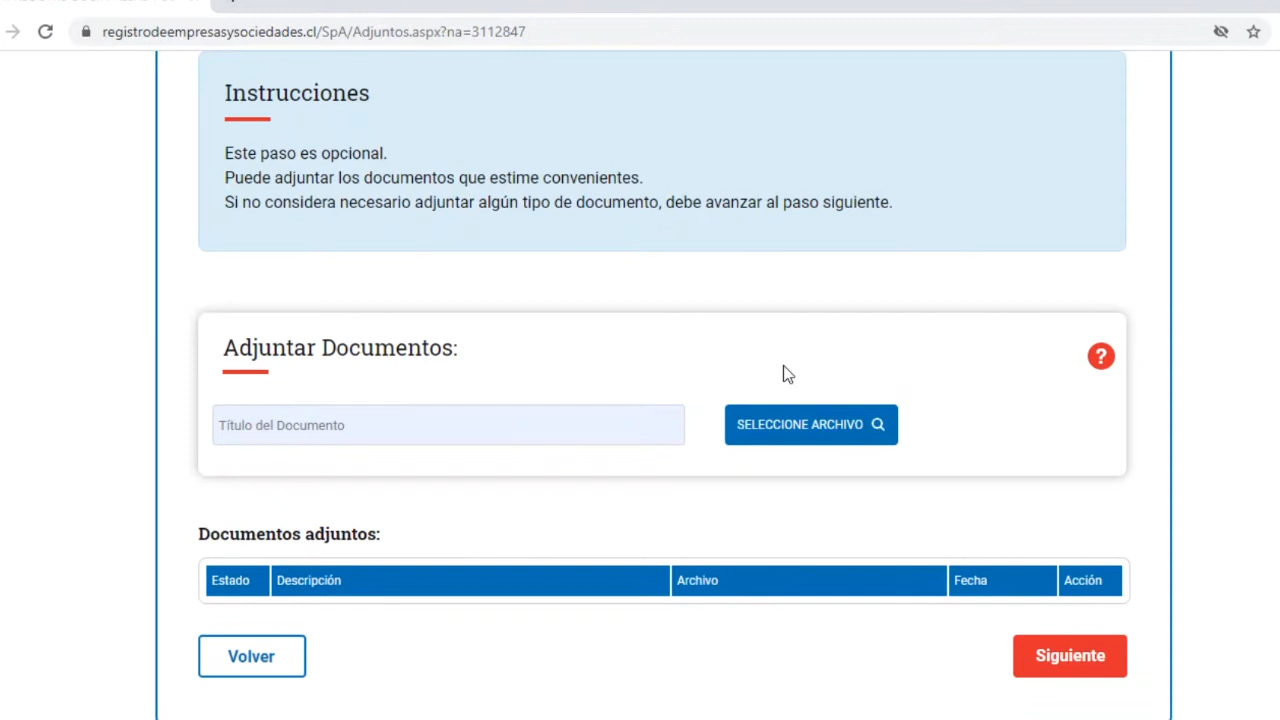 registrodeempresasysociedades.cl/SpA/Adjuntos.aspx?na=3112847
Instrucciones
Este paso es opcional.
Puede adjuntar los documentos que estime convenientes.
Si no considera necesario adjuntar algún tipo de documento, debe avanzar al paso siguiente.
Adjuntar Documentos:
?
Título del Documento
SELECCIONE ARCHIVO
Documentos adjuntos:
Estado Descripción Archivo Fecha Acción
Volver Siguiente